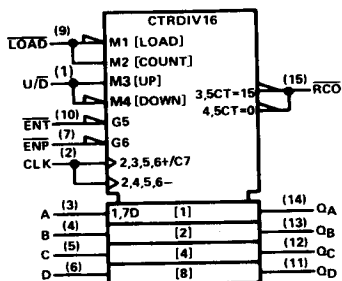 CTRDIV16
LOAD (9) M1 [LOAD]
M2 [COUNT]
U/D (1) M3 [UP]
M4 [DOWN]
3,5CT=15 (15) RCO
4,5CT=0
ENT (10) G5
ENP (7) G6
CLK (2) 2,3,5,6+/C7
2,4,5,6−
A (3) 1,7D [1] (14) QA
B (4) [2] (13) QB
C (5) [4] (12) QC
D (6) [8] (11) QD